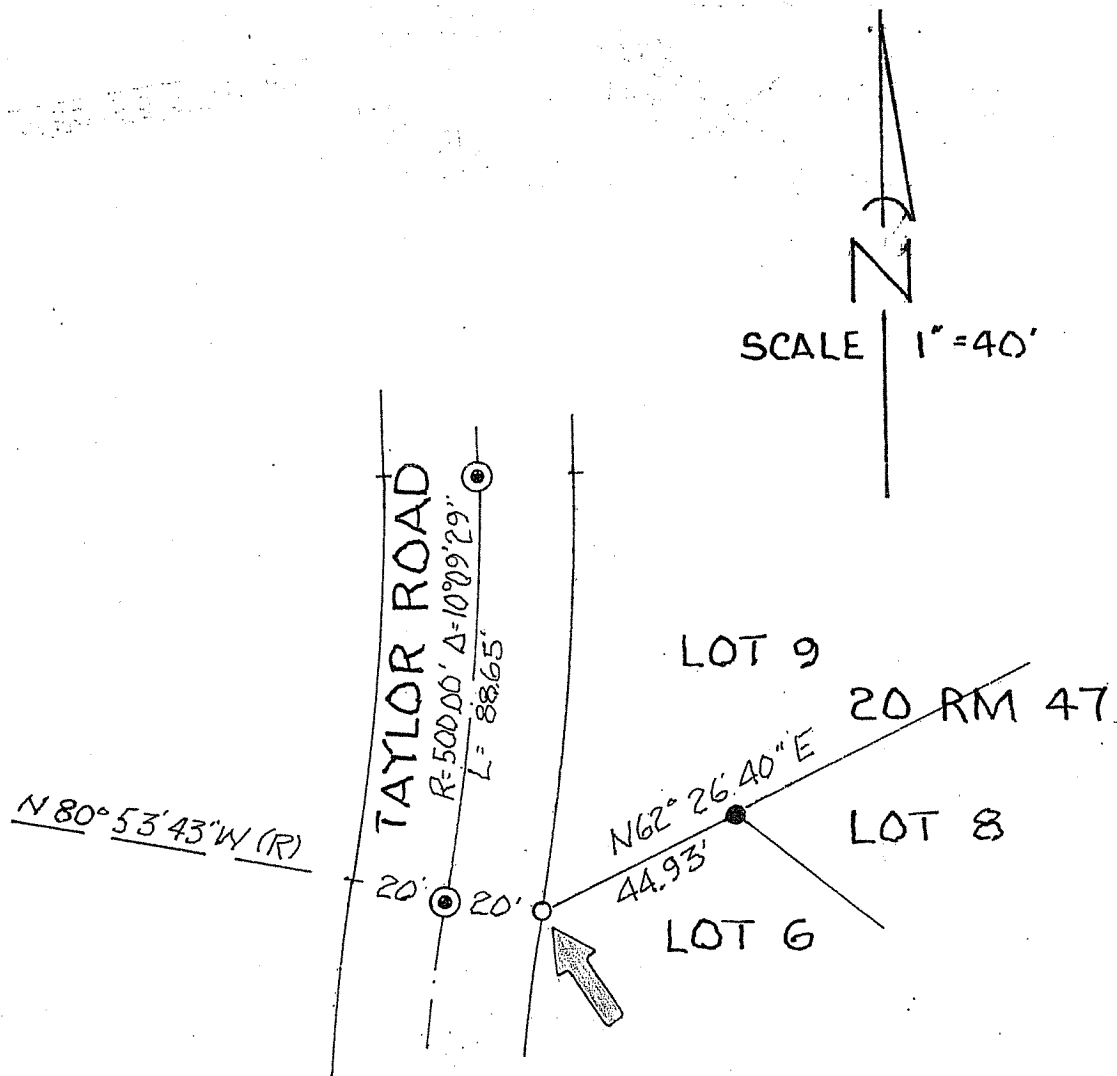 N
SCALE 1"=40'
TAYLOR ROAD
R=500.00' Δ=10°09'29"
L= 88.65'
LOT 9
20 RM 47
N62° 26' 40" E
44.93'
LOT 8
N 80° 53' 43" W (R)
20' 20'
LOT 6